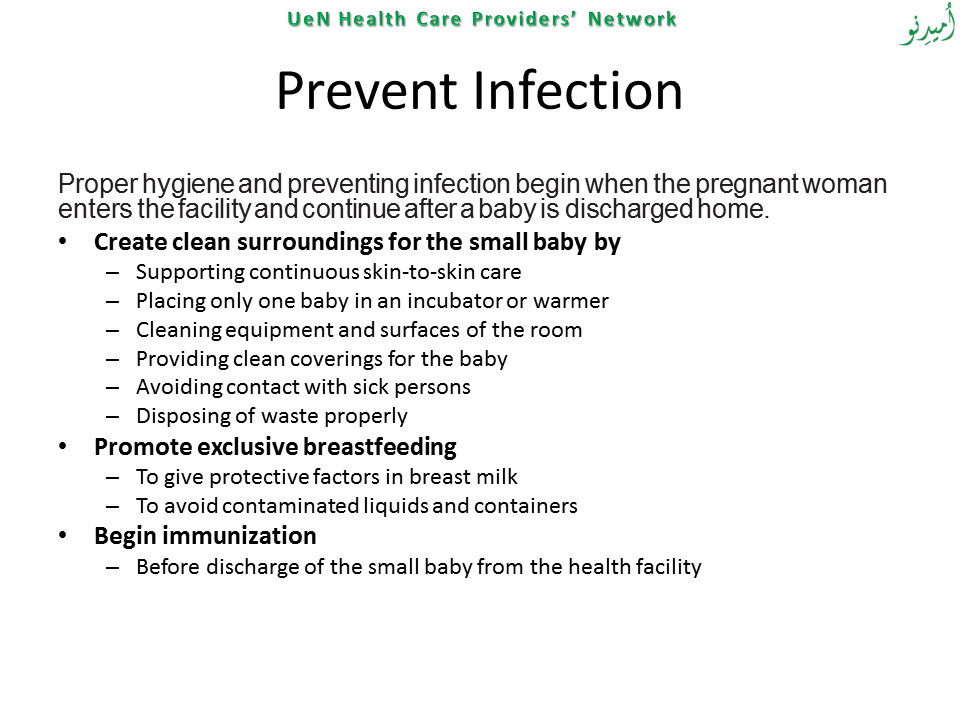 UeN Health Care Providers’ Network
اُمیدِنو
Prevent Infection
Proper hygiene and preventing infection begin when the pregnant woman
enters the facility and continue after a baby is discharged home.
• Create clean surroundings for the small baby by
– Supporting continuous skin-to-skin care
– Placing only one baby in an incubator or warmer
– Cleaning equipment and surfaces of the room
– Providing clean coverings for the baby
– Avoiding contact with sick persons
– Disposing of waste properly
• Promote exclusive breastfeeding
– To give protective factors in breast milk
– To avoid contaminated liquids and containers
• Begin immunization
– Before discharge of the small baby from the health facility